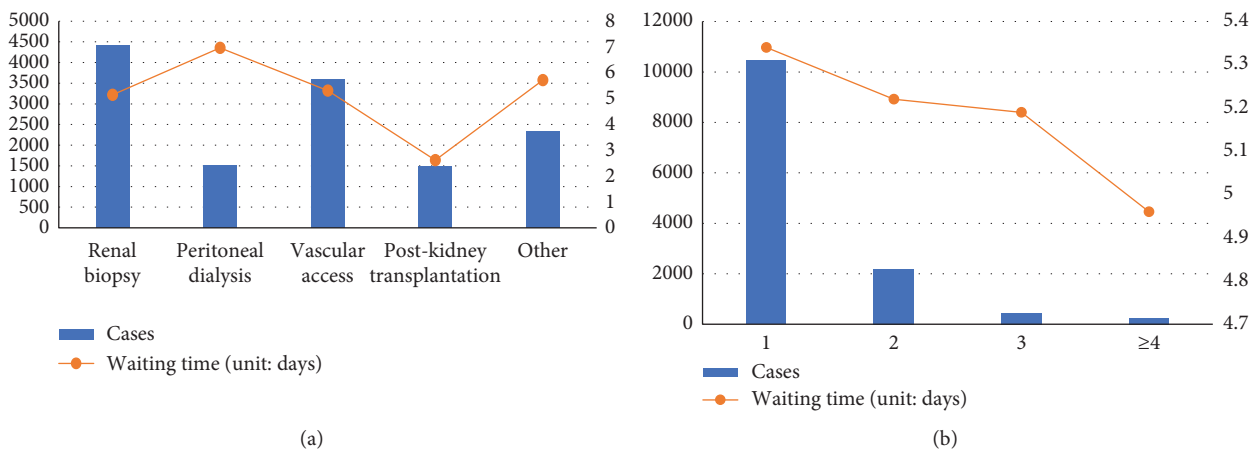 5000
4500
4000
3500
3000
2500
2000
1500
1000
500
0
8
7
6
5
4
3
2
1
0
Renal
biopsy
Peritoneal
dialysis
Vascular
access
Post-kidney
transplantation
Other
Cases
Waiting time (unit: days)
(a)
12000
10000
8000
6000
4000
2000
0
5.4
5.3
5.2
5.1
5
4.9
4.8
4.7
1
2
3
≥4
Cases
Waiting time (unit: days)
(b)